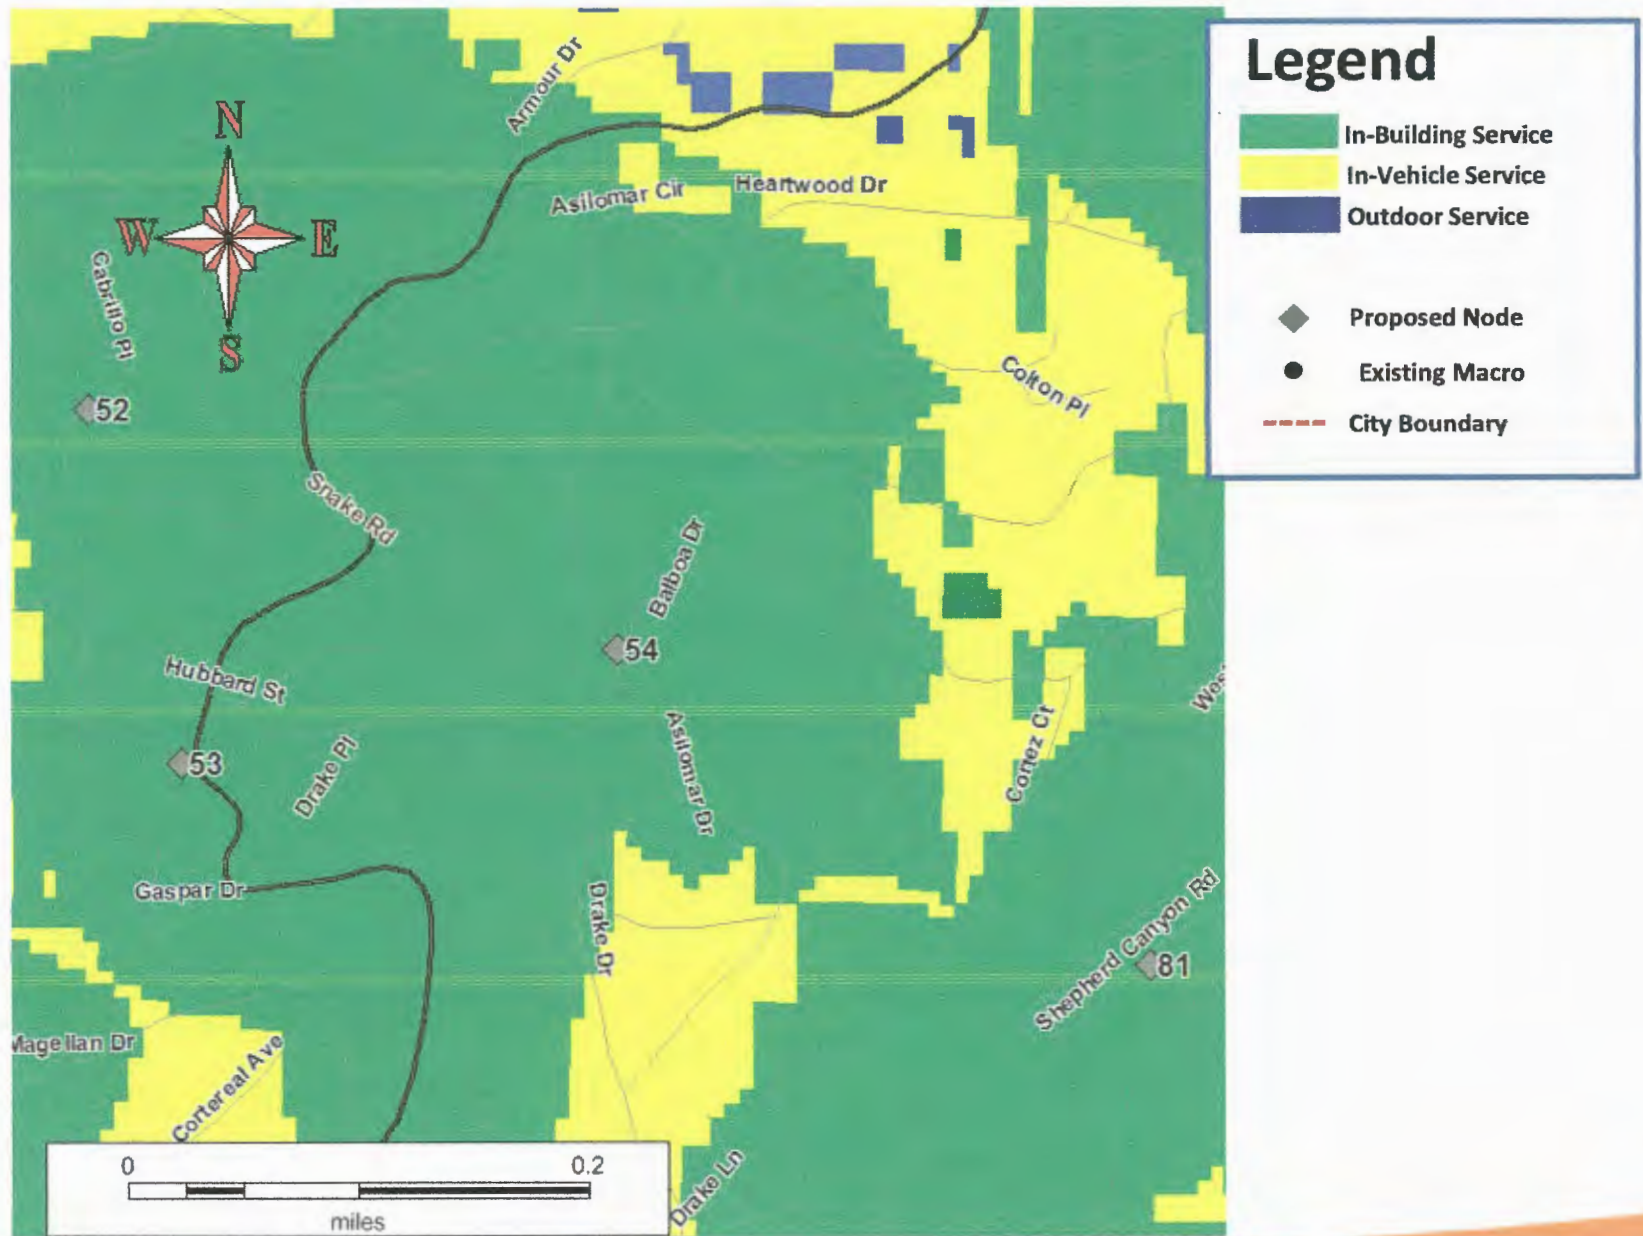 Legend
In-Building Service
In-Vehicle Service
Outdoor Service
Proposed Node
Existing Macro
City Boundary
N
W
E
S
Armour Dr
Asilomar Cir
Heartwood Dr
Cabrillo Pl
52
Colton Pl
Snake Rd
Balboa Dr
54
Hubbard St
53
Drake Pl
Asilomar Dr
Cortez Ct
Gaspar Dr
Drake Dr
Shepherd Canyon Rd
81
Magellan Dr
Cortereal Ave
Drake Ln
0
0.2
miles